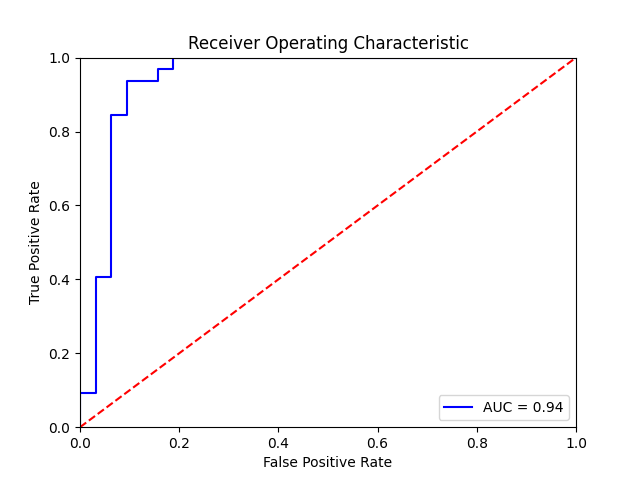 Receiver Operating Characteristic
1.0
0.8
0.6
0.4
0.2
0.0
True Positive Rate
AUC = 0.94
0.0 0.2 0.4 0.6 0.8 1.0
False Positive Rate